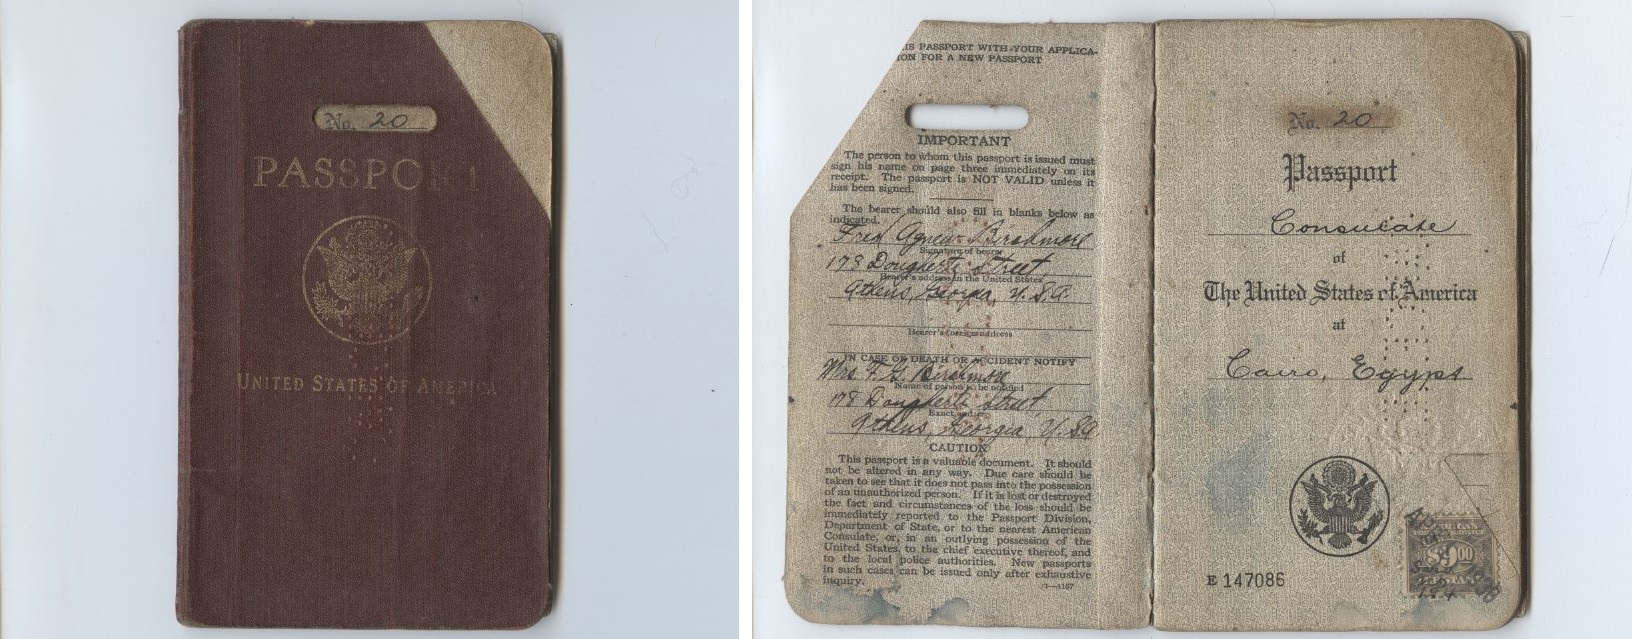 No. 20
PASSPORT
UNITED STATES OF AMERICA
IS PASSPORT WITH YOUR APPLICA-
ION FOR A NEW PASSPORT
IMPORTANT
The person to whom this passport is issued must
sign his name on page three immediately on its
receipt. The passport is NOT VALID unless it
has been signed.
The bearer should also fill in blanks below as
indicated.
Fred Agnew Birchmore
Signature of bearer
178 Dougherty Street
Bearer's address in the United States
Athens, Georgia, U.S.A.
Bearer's foreign address
IN CASE OF DEATH OR ACCIDENT NOTIFY
Mrs F. G. Birchmore
Name of person to be notified
178 Dougherty Street
Exact address
Athens, Georgia, U.S.A.
CAUTION
This passport is a valuable document. It should
not be altered in any way. Due care should be
taken to see that it does not pass into the possession
of an unauthorized person. If it is lost or destroyed
the fact and circumstances of the loss should be
immediately reported to the Passport Division,
Department of State, or to the nearest American
Consulate, or, in an outlying possession of the
United States, to the chief executive thereof, and
to the local police authorities. New passports
in such cases can be issued only after exhaustive
inquiry.
1—1167
No. 20
Passport
Consulate
of
The United States of America
at
Cairo, Egypt
$9.00
E 147086